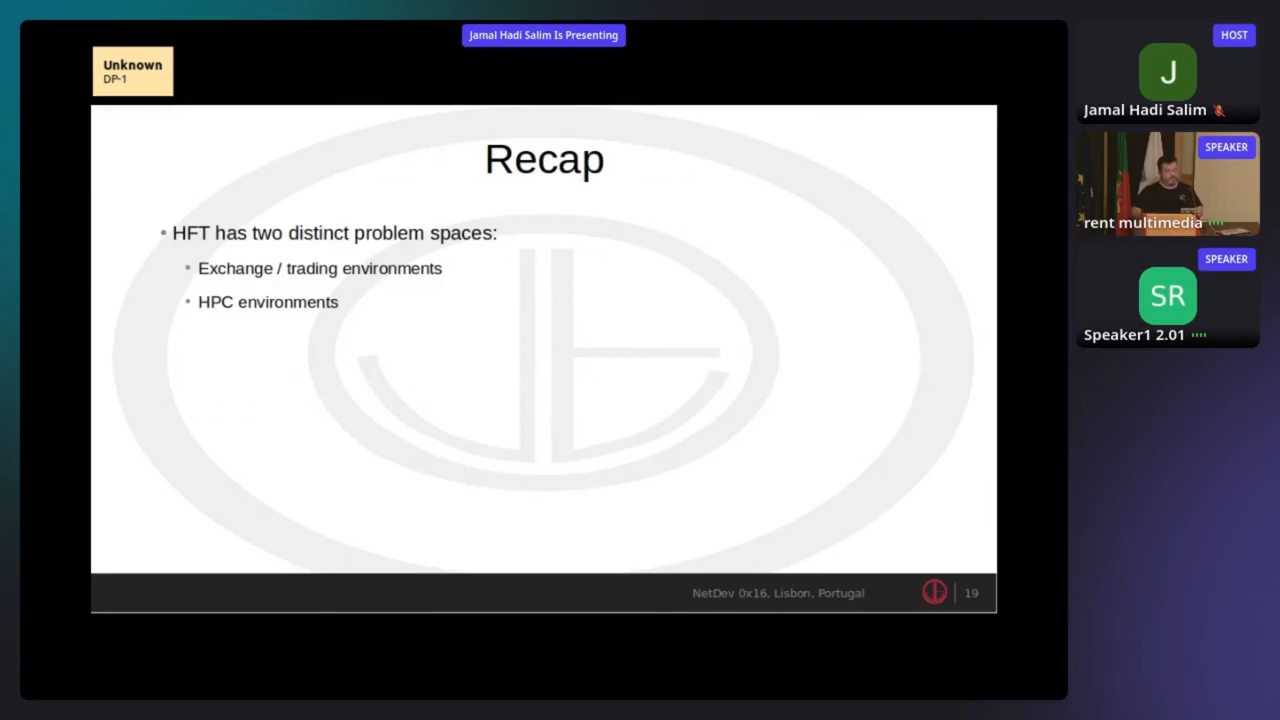 Jamal Hadi Salim Is Presenting
Unknown
DP-1
Recap
• HFT has two distinct problem spaces:
• Exchange / trading environments
• HPC environments
NetDev 0x16, Lisbon, Portugal
19
HOST
J
Jamal Hadi Salim
SPEAKER
rent multimedia
SPEAKER
SR
Speaker1 2.01